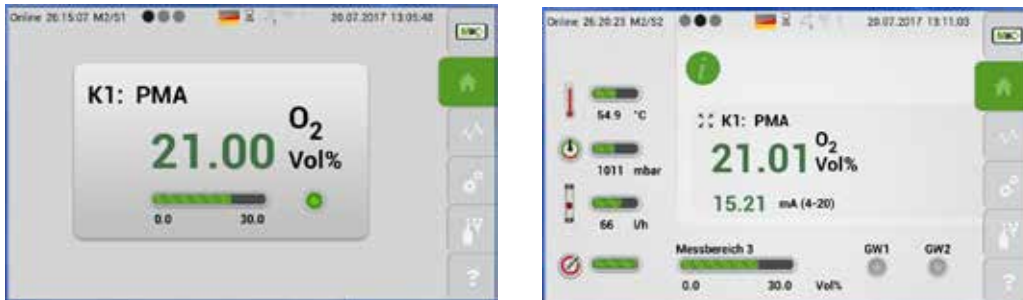 Online 26:15:07 M2/S1
20.07.2017 13:05:48
M&C
K1: PMA
21.00
O₂
Vol%
0.0 30.0
?
Online 26:20:23 M2/S2
20.07.2017 13:11:03
M&C
i
54.9 °C
K1: PMA
21.01
O₂
Vol%
1011 mbar
15.21 mA (4-20)
66 l/h
Messbereich 3
GW1 GW2
0.0 30.0 Vol%
?